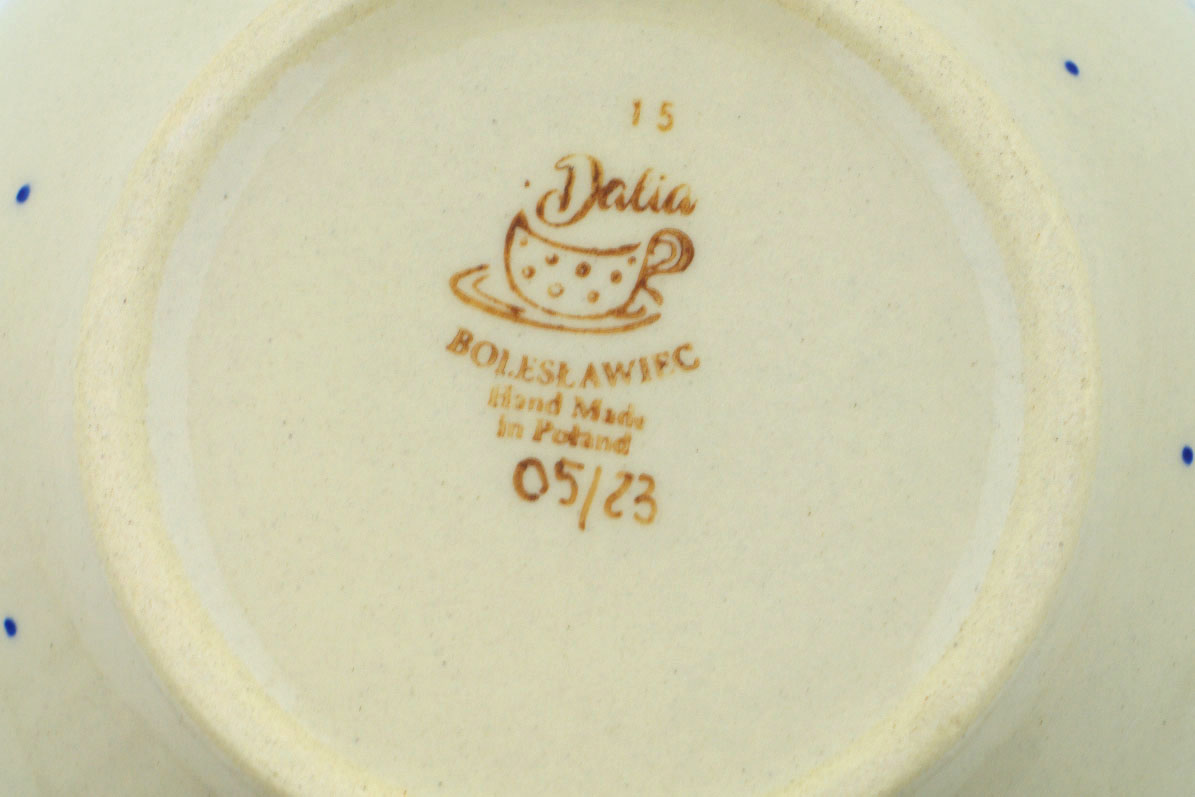 15
Dalia
BOLESŁAWIEC
Hand Made
in Poland
05/23